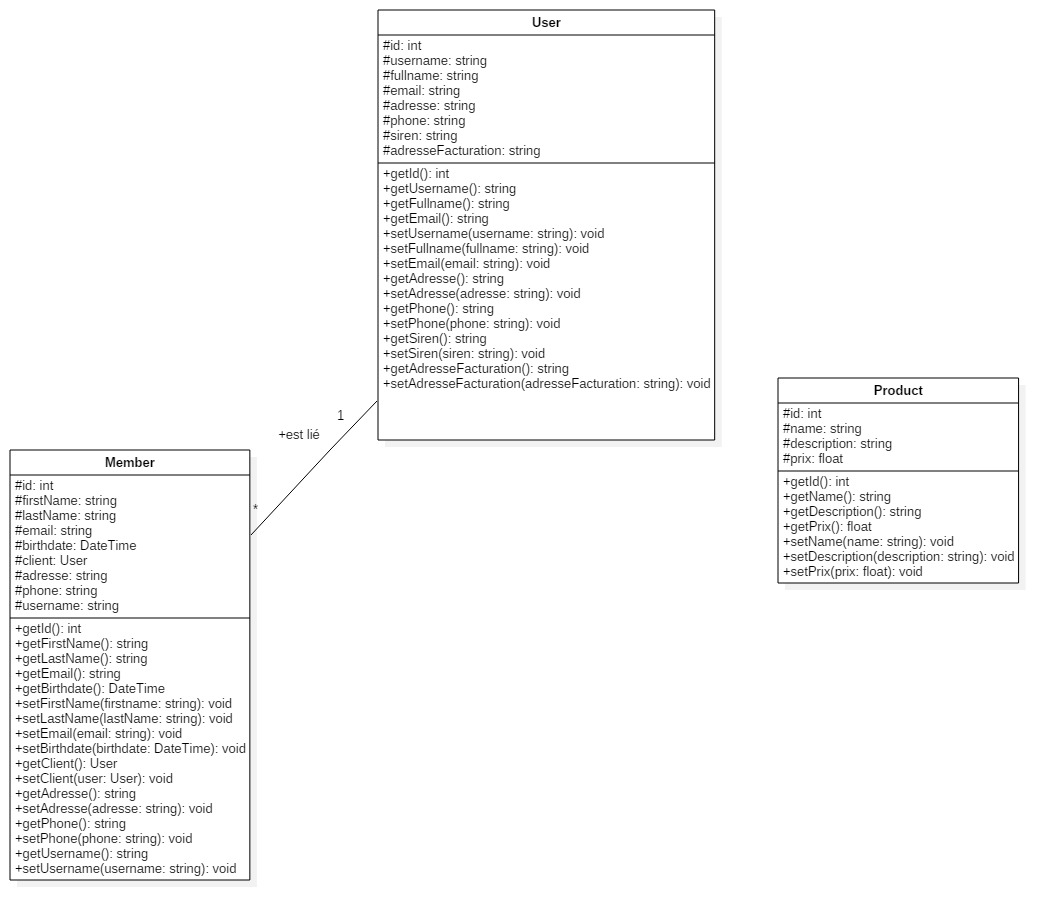 User
#id: int
#username: string
#fullname: string
#email: string
#adresse: string
#phone: string
#siren: string
#adresseFacturation: string
+getId(): int
+getUsername(): string
+getFullname(): string
+getEmail(): string
+setUsername(username: string): void
+setFullname(fullname: string): void
+setEmail(email: string): void
+getAdresse(): string
+setAdresse(adresse: string): void
+getPhone(): string
+setPhone(phone: string): void
+getSiren(): string
+setSiren(siren: string): void
+getAdresseFacturation(): string
+setAdresseFacturation(adresseFacturation: string): void
1
+est lié
*
Member
#id: int
#firstName: string
#lastName: string
#email: string
#birthdate: DateTime
#client: User
#adresse: string
#phone: string
#username: string
+getId(): int
+getFirstName(): string
+getLastName(): string
+getEmail(): string
+getBirthdate(): DateTime
+setFirstName(firstname: string): void
+setLastName(lastName: string): void
+setEmail(email: string): void
+setBirthdate(birthdate: DateTime): void
+getClient(): User
+setClient(user: User): void
+getAdresse(): string
+setAdresse(adresse: string): void
+getPhone(): string
+setPhone(phone: string): void
+getUsername(): string
+setUsername(username: string): void
Product
#id: int
#name: string
#description: string
#prix: float
+getId(): int
+getName(): string
+getDescription(): string
+getPrix(): float
+setName(name: string): void
+setDescription(description: string): void
+setPrix(prix: float): void